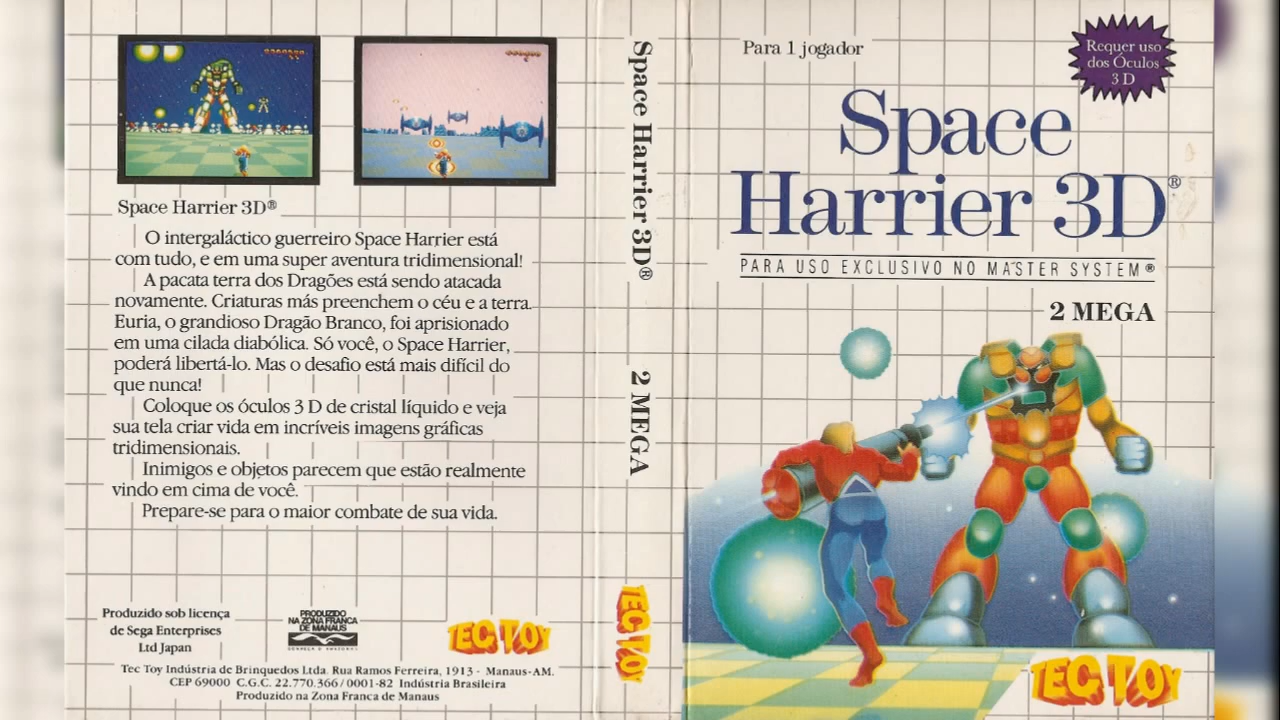 Space Harrier 3D®
O intergaláctico guerreiro Space Harrier está
com tudo, e em uma super aventura tridimensional!
A pacata terra dos Dragões está sendo atacada
novamente. Criaturas más preenchem o céu e a terra.
Euria, o grandioso Dragão Branco, foi aprisionado
em uma cilada diabólica. Só você, o Space Harrier,
poderá libertá-lo. Mas o desafio está mais difícil do
que nunca!
Coloque os óculos 3 D de cristal líquido e veja
sua tela criar vida em incríveis imagens gráficas
tridimensionais.
Inimigos e objetos parecem que estão realmente
vindo em cima de você.
Prepare-se para o maior combate de sua vida.
Produzido sob licença
de Sega Enterprises
Ltd Japan
PRODUZIDO
NA ZONA FRANCA
DE MANAUS
CONHEÇA O AMAZONAS
TEC TOY
Tec Toy Indústria de Brinquedos Ltda. Rua Ramos Ferreira, 1913 - Manaus-AM.
CEP 69000 C.G.C. 22.770.366/0001-82 Indústria Brasileira
Produzido na Zona Franca de Manaus
Space Harrier 3D®
2 MEGA
TEC TOY
Para 1 jogador
Requer uso
dos Óculos
3 D
Space
Harrier 3D®
PARA USO EXCLUSIVO NO MASTER SYSTEM®
2 MEGA
TEC TOY